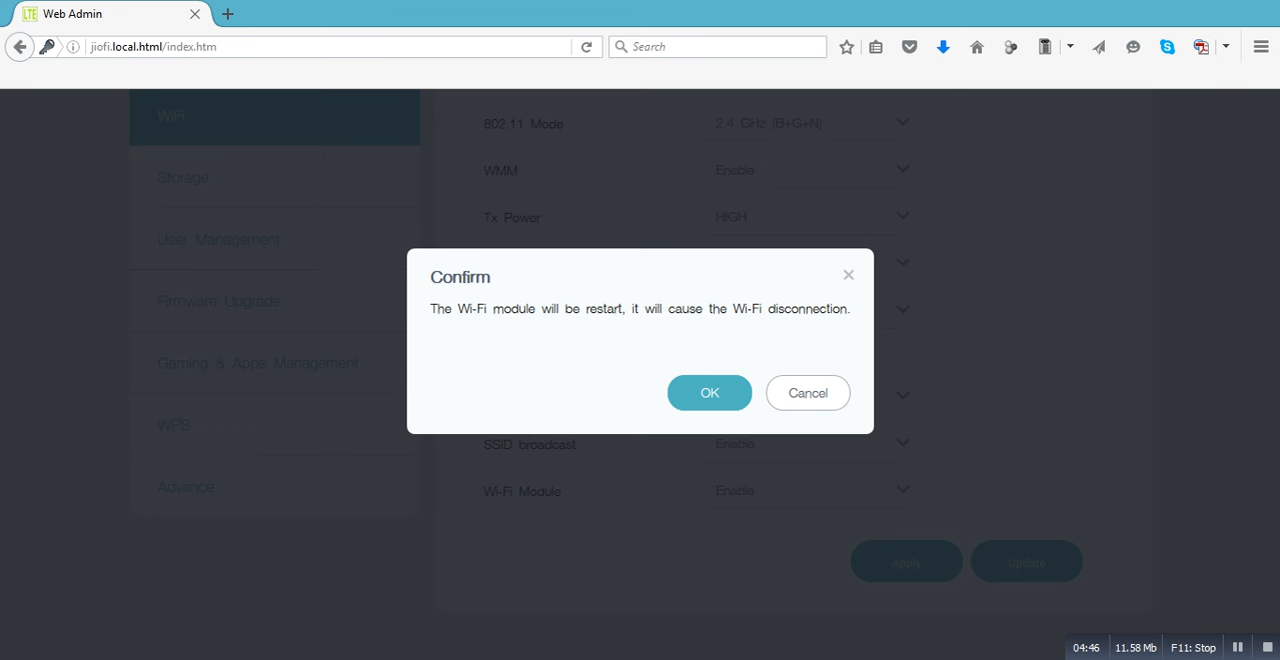 LTE Web Admin
jiofi.local.html/index.htm
Search
WiFi
Storage
User Management
Firmware Upgrade
Gaming & Apps Management
WPS
Advance
802.11 Mode 2.4 GHz (B+G+N)
WMM Enable
Tx Power HIGH
Confirm
The Wi-Fi module will be restart, it will cause the Wi-Fi disconnection.
OK Cancel
SSID broadcast Enable
Wi-Fi Module Enable
Apply Update
04:46 11.58 Mb F11: Stop